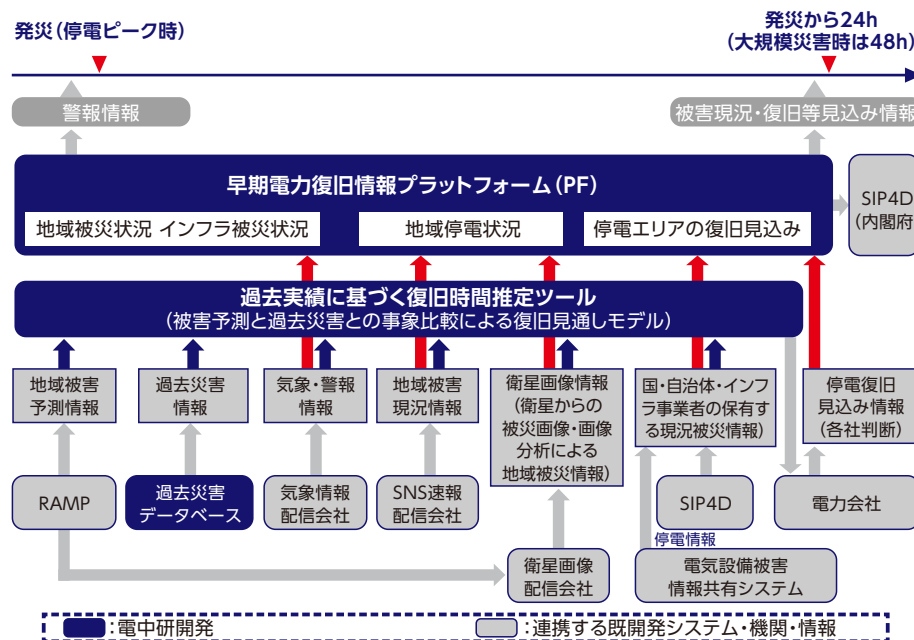 発災(停電ピーク時)
発災から24h
(大規模災害時は48h)
警報情報
被害現況・復旧等見込み情報
早期電力復旧情報プラットフォーム(PF)
地域被災状況 インフラ被災状況
地域停電状況
停電エリアの復旧見込み
SIP4D
(内閣府
過去実績に基づく復旧時間推定ツール
(被害予測と過去災害との事象比較による復旧見通しモデル)
地域被害
予測情報
過去災害
情報
気象・警報
情報
地域被害
現況情報
衛星画像情報
(衛星からの
被災画像・画像
分析による
地域被災情報)
国・自治体・インフ
ラ事業者の保有す
る現況被災情報)
停電復旧
見込み情報
(各社判断)
RAMP
過去災害
データベース
気象情報
配信会社
SNS速報
配信会社
SIP4D
電力会社
停電情報
衛星画像
配信会社
電気設備被害
情報共有システム
:電中研開発
:連携する既開発システム・機関・情報